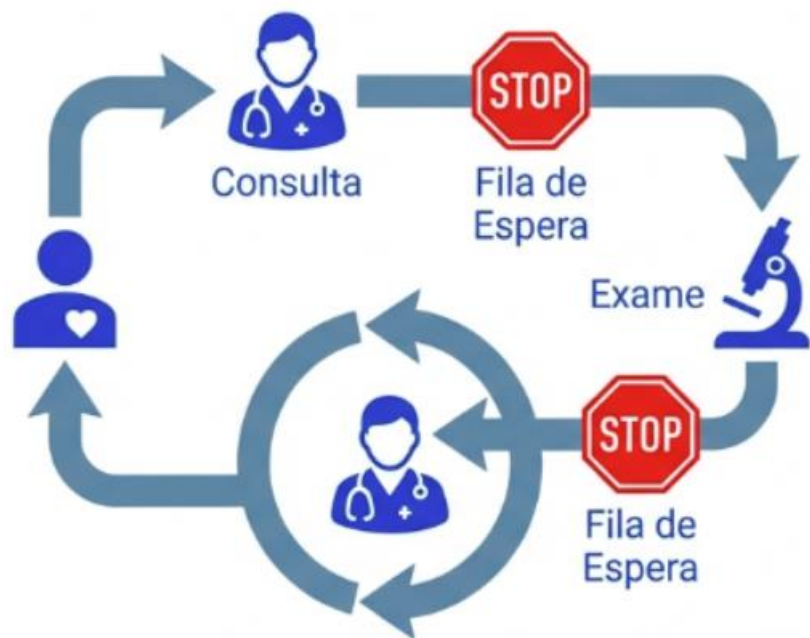 STOP
Consulta
Fila de
Espera
Exame
STOP
Fila de
Espera